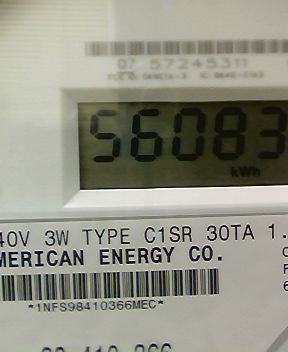 07 57245311
56083
kWh
40V 3W TYPE C1SR 30TA 1.
MERICAN ENERGY CO.
*1NFS98410366MEC*